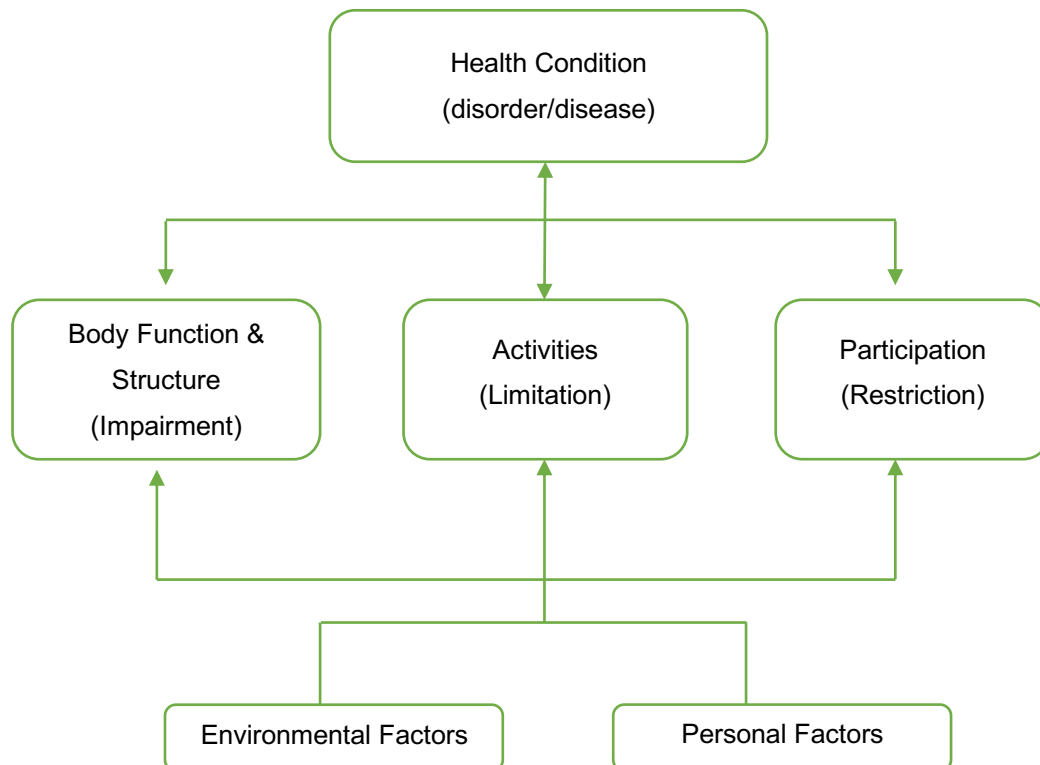 Health Condition
(disorder/disease)
Body Function &
Structure
(Impairment)
Activities
(Limitation)
Participation
(Restriction)
Environmental Factors
Personal Factors